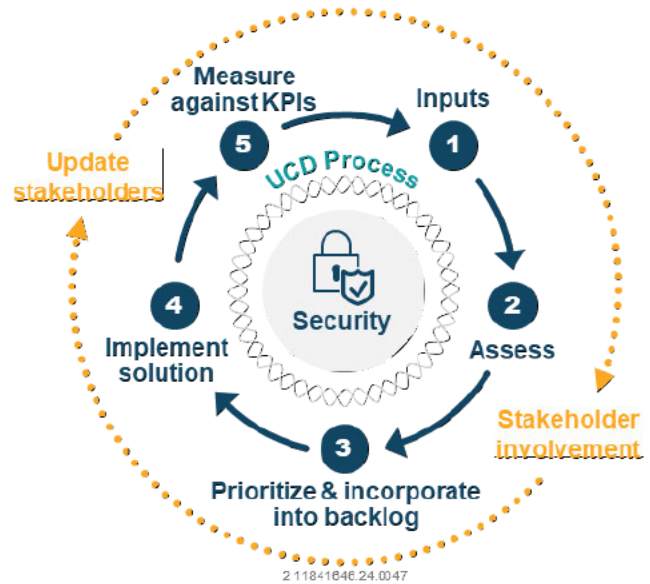 Measure
against KPIs
5
Inputs
1
UCD Process
Update
stakeholders
Security
4
Implement
solution
2
Assess
Stakeholder
involvement
3
Prioritize & incorporate
into backlog
2 11841646.24.0047